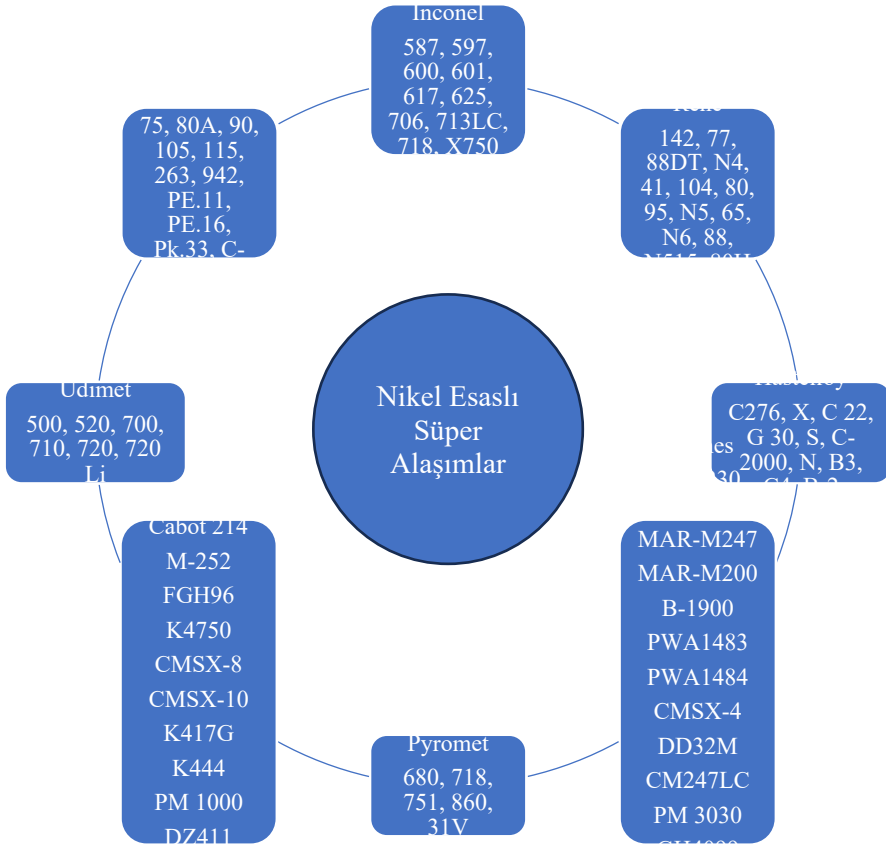 Inconel
587, 597,
600, 601,
617, 625,
706, 713LC,
718, X750
142, 77,
88DT, N4,
41, 104, 80,
95, N5, 65,
N6, 88,
C276, X, C 22,
G 30, S, C-
2000, N, B3,
MAR-M247
MAR-M200
B-1900
PWA1483
PWA1484
CMSX-4
DD32M
CM247LC
PM 3030
Pyromet
680, 718,
751, 860,
31V
Cabot 214
M-252
FGH96
K4750
CMSX-8
CMSX-10
K417G
K444
PM 1000
DZ411
Udimet
500, 520, 700,
710, 720, 720
Li
75, 80A, 90,
105, 115,
263, 942,
PE.11,
PE.16,
Pk.33, C-
Nikel Esaslı
Süper
Alaşımlar